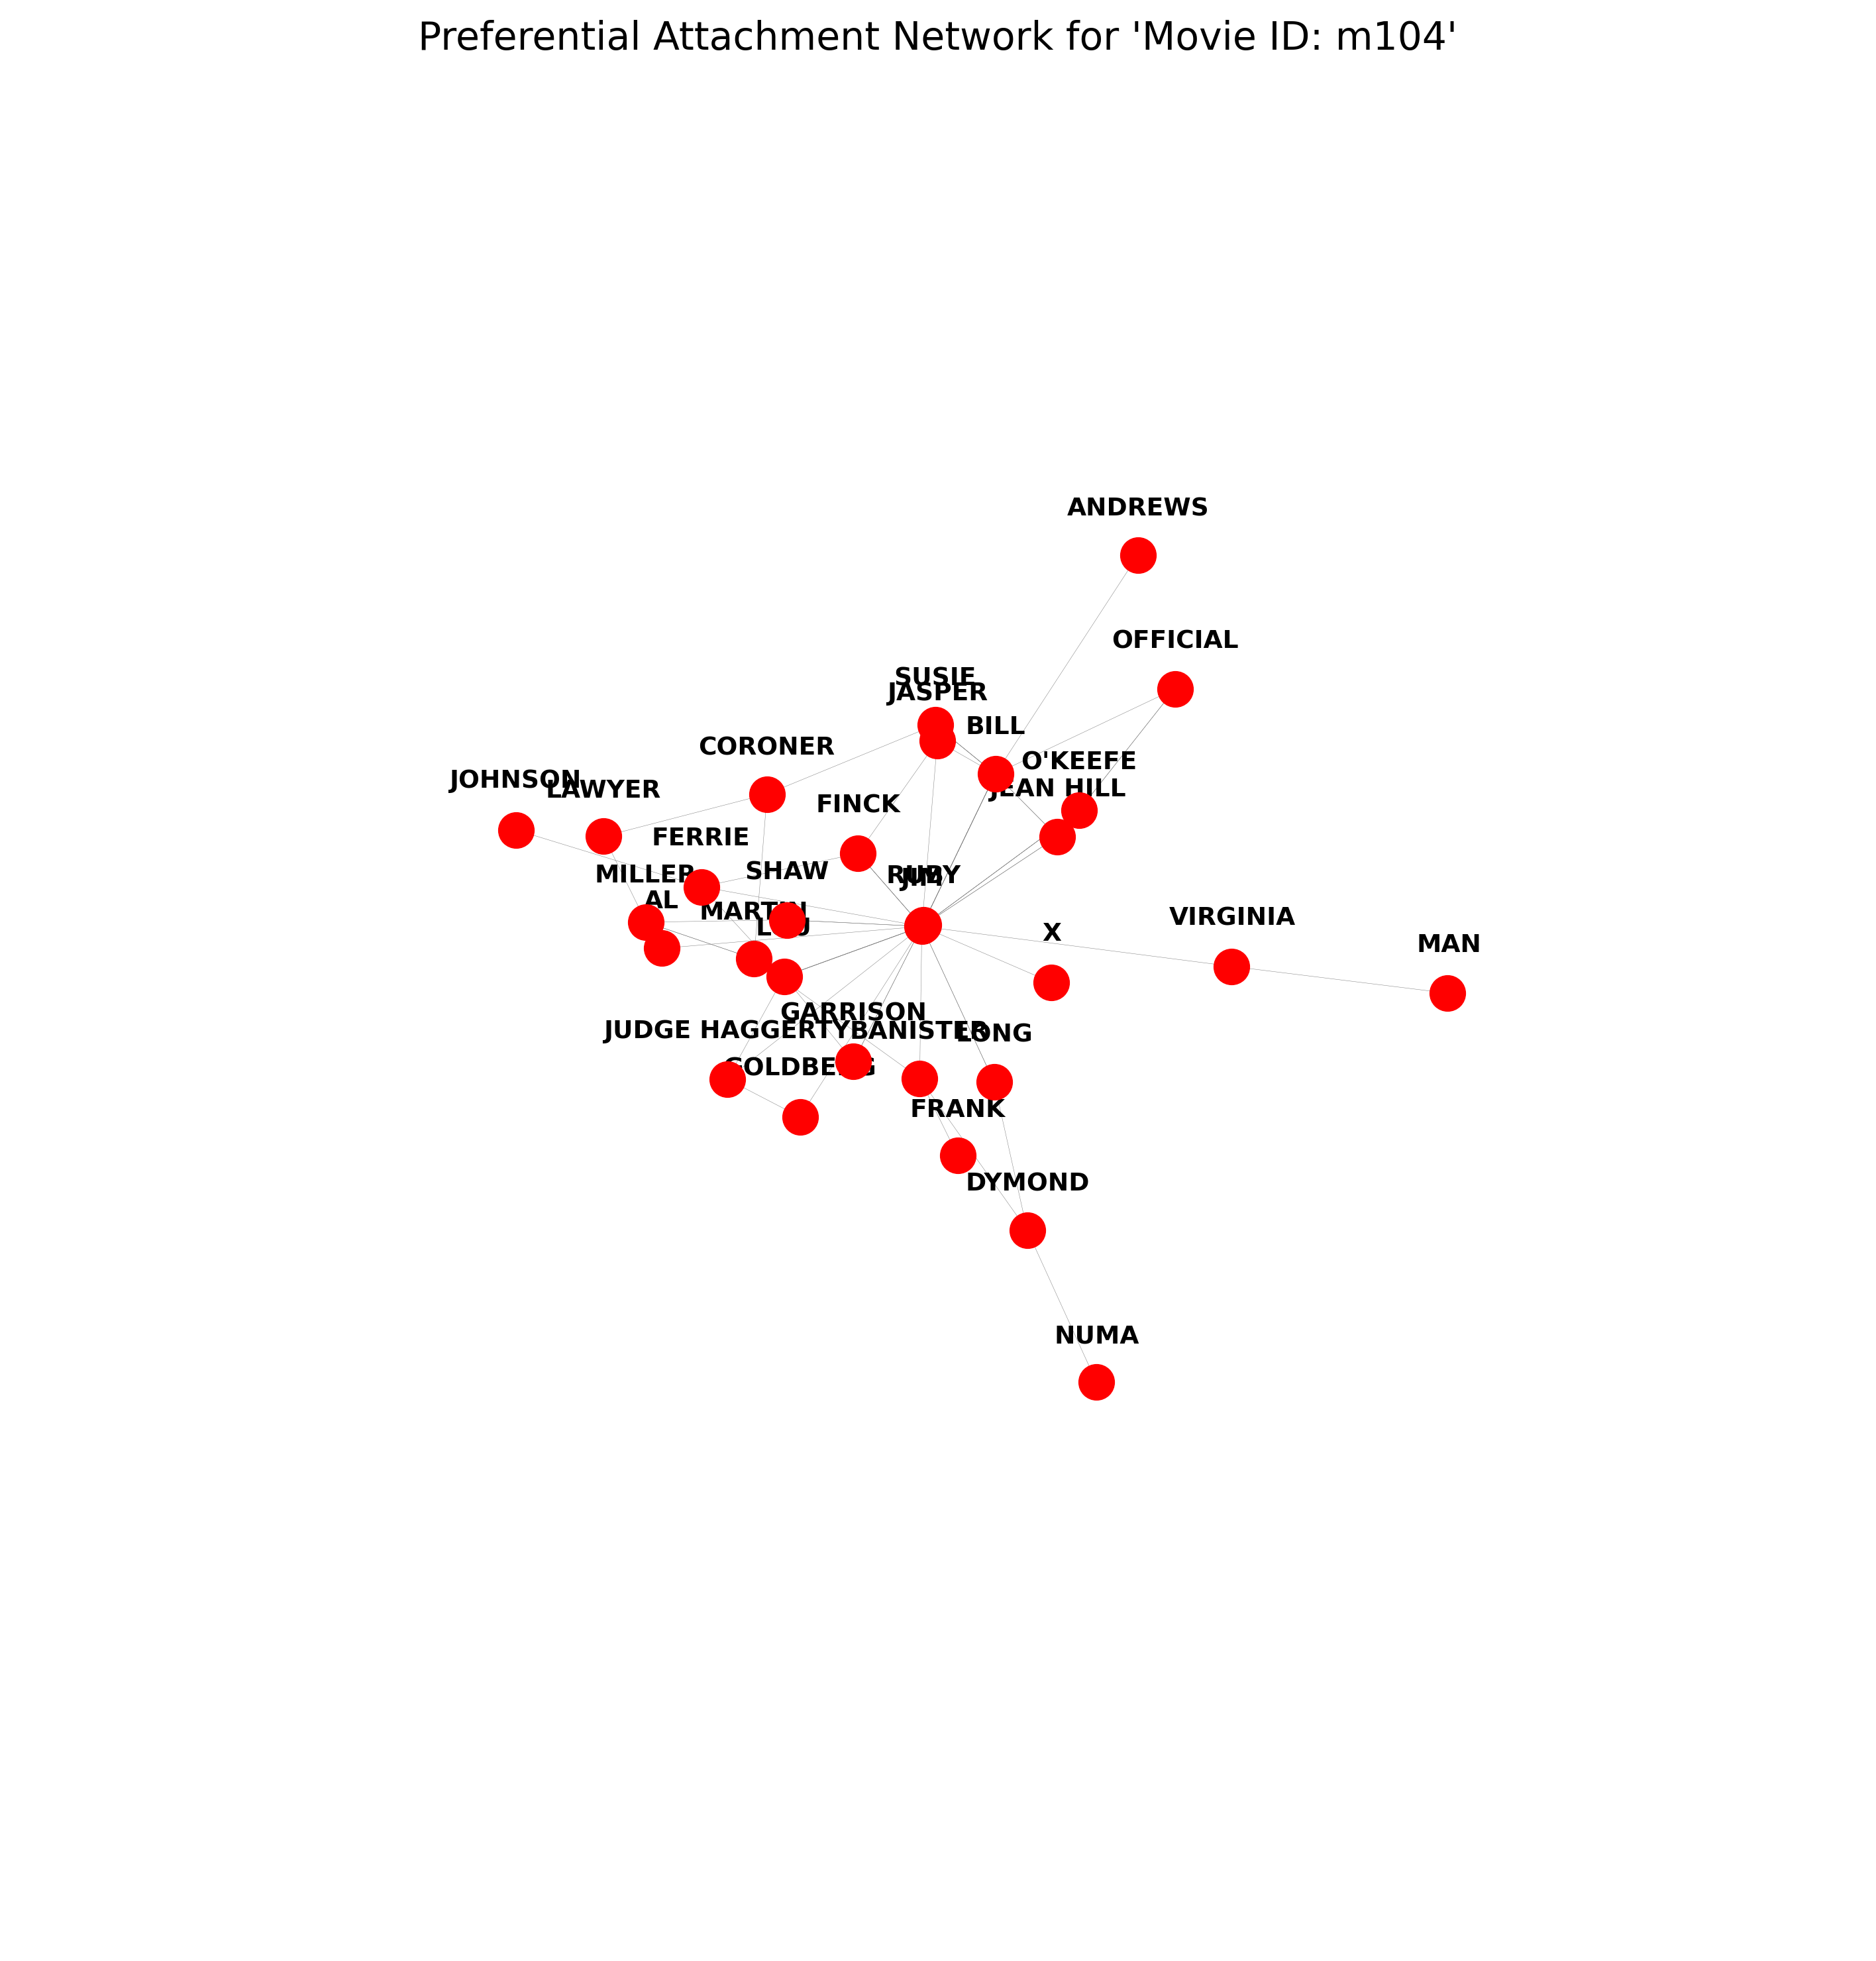 Preferential Attachment Network for 'Movie ID: m104'
ANDREWS
OFFICIAL
SUSIE
JASPER
BILL
CORONER
O'KEEFE
JOHNSON
LAWYER
JEAN HILL
FINCK
FERRIE
SHAW
MILLER
RUBY
JIM
AL
MARTIN
VIRGINIA
LOU
X
MAN
GARRISON
JUDGE HAGGERTY
BANISTER
LONG
GOLDBERG
FRANK
DYMOND
NUMA